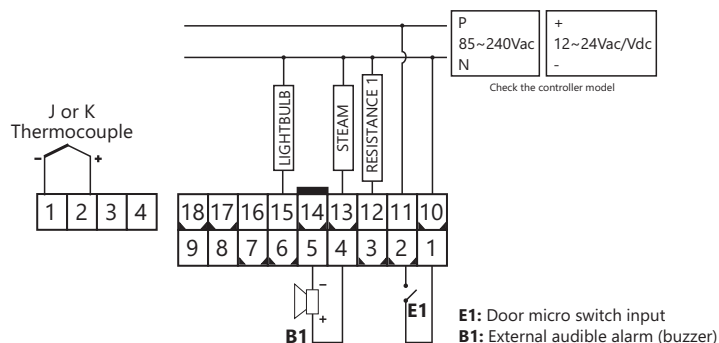 P
85~240Vac
N
+
12~24Vac/Vdc
-
Check the controller model
J or K
Thermocouple
- +
LIGHTBULB
STEAM
RESISTANCE 1
1 2 3 4
18 17 16 15 14 13 12 11 10
9 8 7 6 5 4 3 2 1
-
+
B1
E1
E1: Door micro switch input
B1: External audible alarm (buzzer)